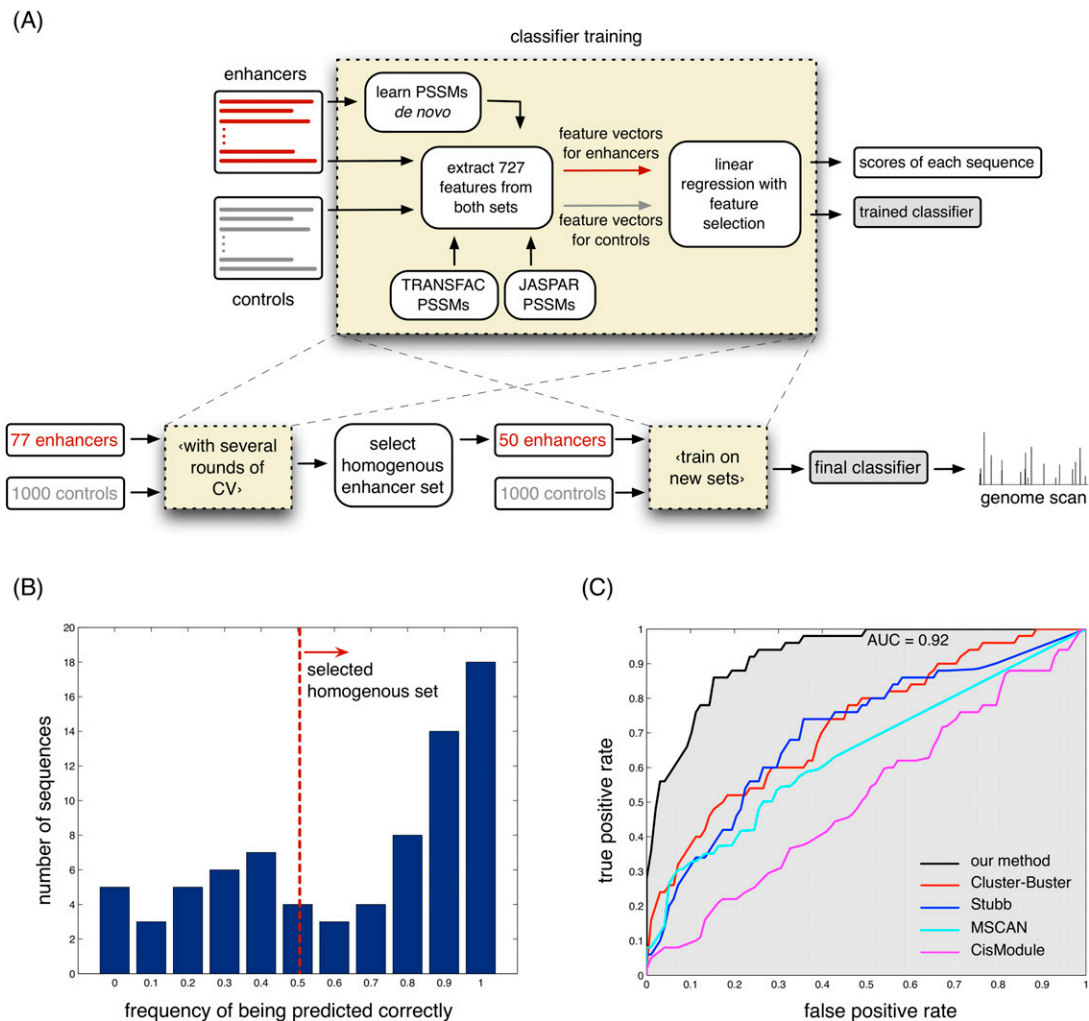 (A)
classifier training
enhancers
learn PSSMs
de novo
extract 727
features from
both sets
feature vectors
for enhancers
feature vectors
for controls
linear
regression with
feature
selection
scores of each sequence
trained classifier
controls
TRANSFAC
PSSMs
JASPAR
PSSMs
77 enhancers
1000 controls
‹with several
rounds of
CV›
select
homogenous
enhancer set
50 enhancers
1000 controls
‹train on
new sets›
final classifier
genome scan
(B)
number of sequences
20
18
16
14
12
10
8
6
4
2
0
selected
homogenous set
0 0.1 0.2 0.3 0.4 0.5 0.6 0.7 0.8 0.9 1
frequency of being predicted correctly
(C)
true positive rate
1
0.9
0.8
0.7
0.6
0.5
0.4
0.3
0.2
0.1
0
AUC = 0.92
our method
Cluster-Buster
Stubb
MSCAN
CisModule
0 0.1 0.2 0.3 0.4 0.5 0.6 0.7 0.8 0.9 1
false positive rate